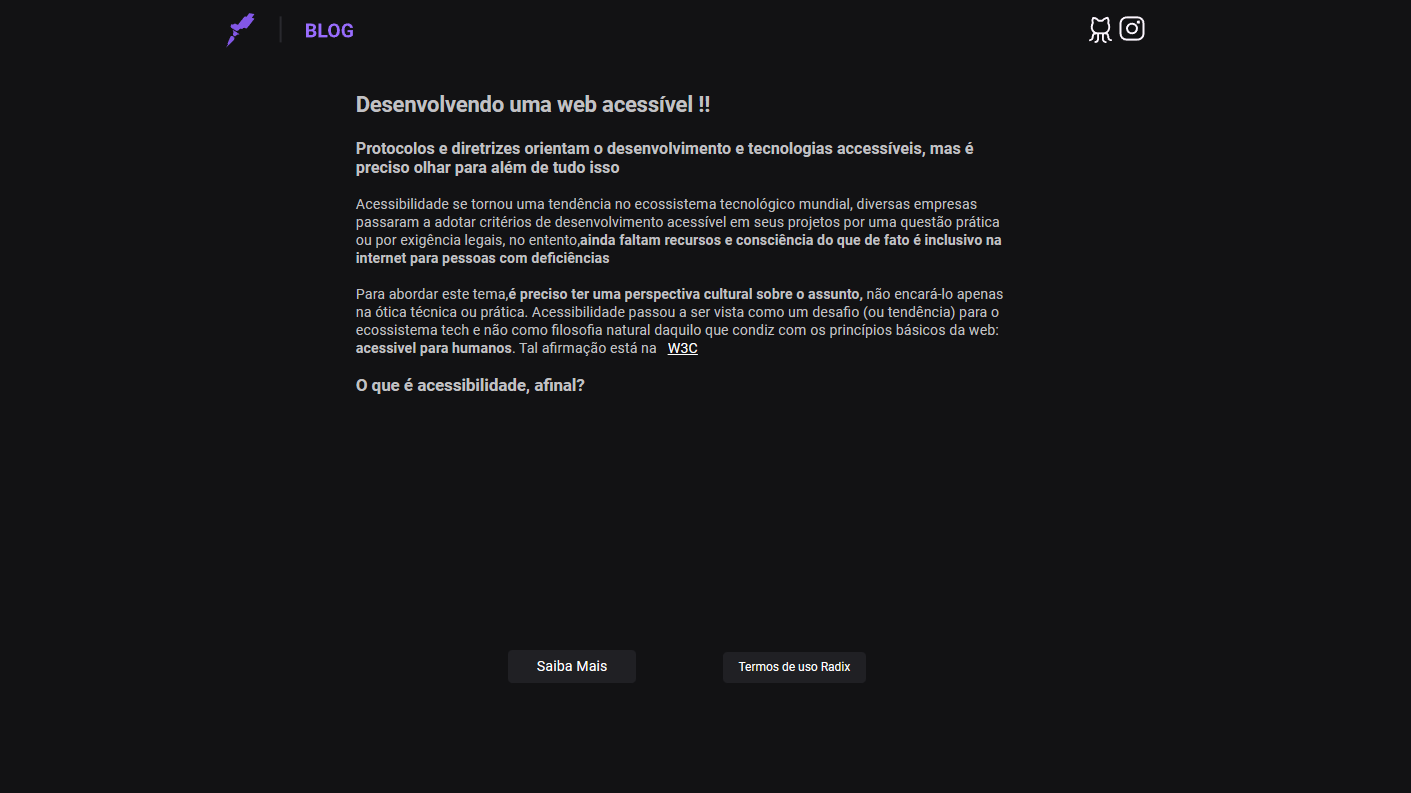 BLOG
Desenvolvendo uma web acessível !!
Protocolos e diretrizes orientam o desenvolvimento e tecnologias accessíveis, mas é
preciso olhar para além de tudo isso
Acessibilidade se tornou uma tendência no ecossistema tecnológico mundial, diversas empresas
passaram a adotar critérios de desenvolvimento acessível em seus projetos por uma questão prática
ou por exigência legais, no entento,ainda faltam recursos e consciência do que de fato é inclusivo na
internet para pessoas com deficiências
Para abordar este tema,é preciso ter uma perspectiva cultural sobre o assunto, não encará-lo apenas
na ótica técnica ou prática. Acessibilidade passou a ser vista como um desafio (ou tendência) para o
ecossistema tech e não como filosofia natural daquilo que condiz com os princípios básicos da web:
acessivel para humanos. Tal afirmação está na W3C
O que é acessibilidade, afinal?
Saiba Mais
Termos de uso Radix